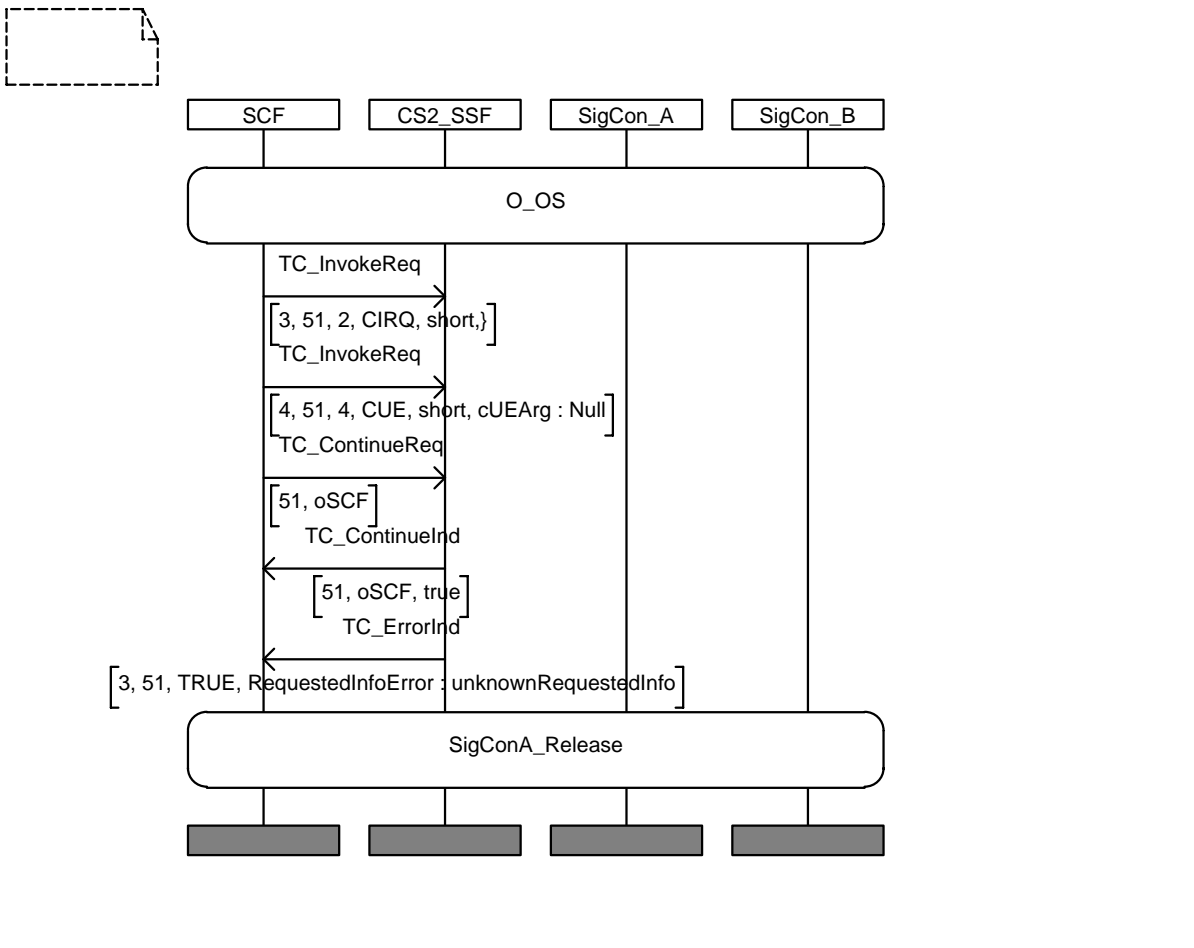 SCF CS2_SSF SigCon_A SigCon_B
O_OS
TC_InvokeReq
3, 51, 2, CIRQ, short,}
TC_InvokeReq
4, 51, 4, CUE, short, cUEArg : Null
TC_ContinueReq
51, oSCF
TC_ContinueInd
51, oSCF, true
TC_ErrorInd
3, 51, TRUE, RequestedInfoError : unknownRequestedInfo
SigConA_Release